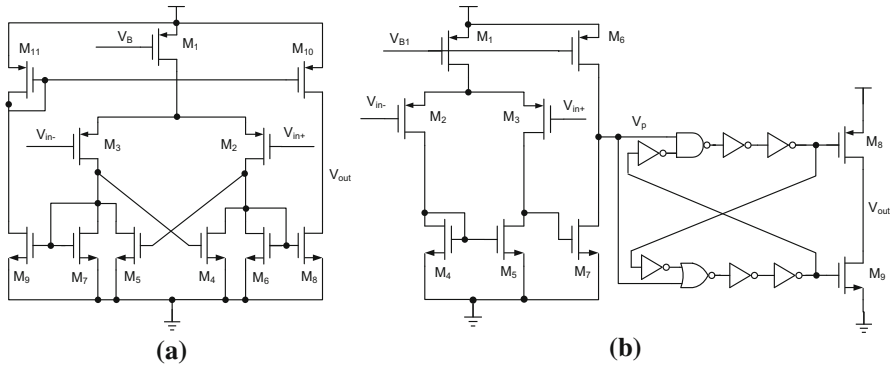 V_B
M_1
M_11
M_10
V_in-
M_3
M_2
V_in+
V_out
M_9
M_7
M_5
M_4
M_6
M_8
(a)
V_B1
M_1
M_6
V_in-
M_2
M_3
V_in+
V_p
M_8
V_out
M_4
M_5
M_7
M_9
(b)